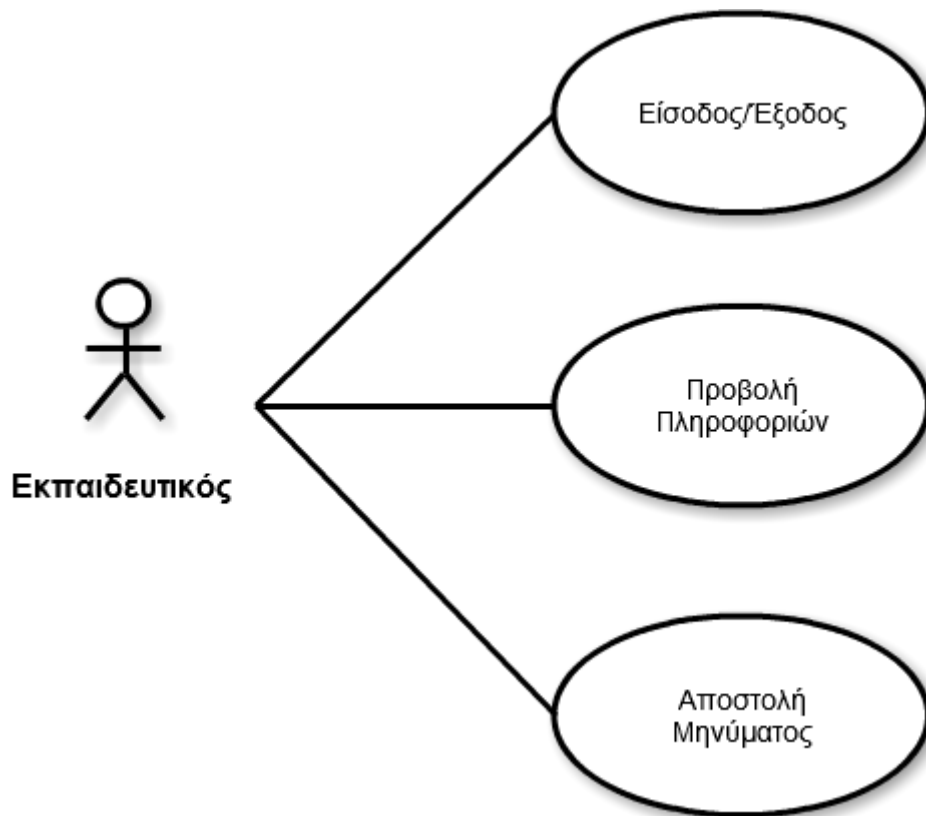 Είσοδος/Έξοδος
Προβολή
Πληροφοριών
Εκπαιδευτικός
Αποστολή
Μηνύματος